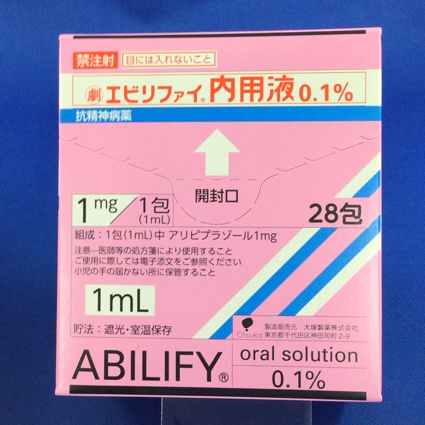 禁注射 目には入れないこと
劇 エビリファイ® 内用液 0.1%
抗精神病薬
開封口
1mg/1包(1mL)
28包
組成：1包(1mL)中 アリピプラゾール1mg
注意—医師等の処方箋により使用すること
ご使用に際しては電子添文をご参照ください
小児の手の届かない所に保管すること
1mL
貯法：遮光・室温保存
Otsuka 製造販売元 大塚製薬株式会社
東京都千代田区神田司町2-9
ABILIFY® oral solution
0.1%